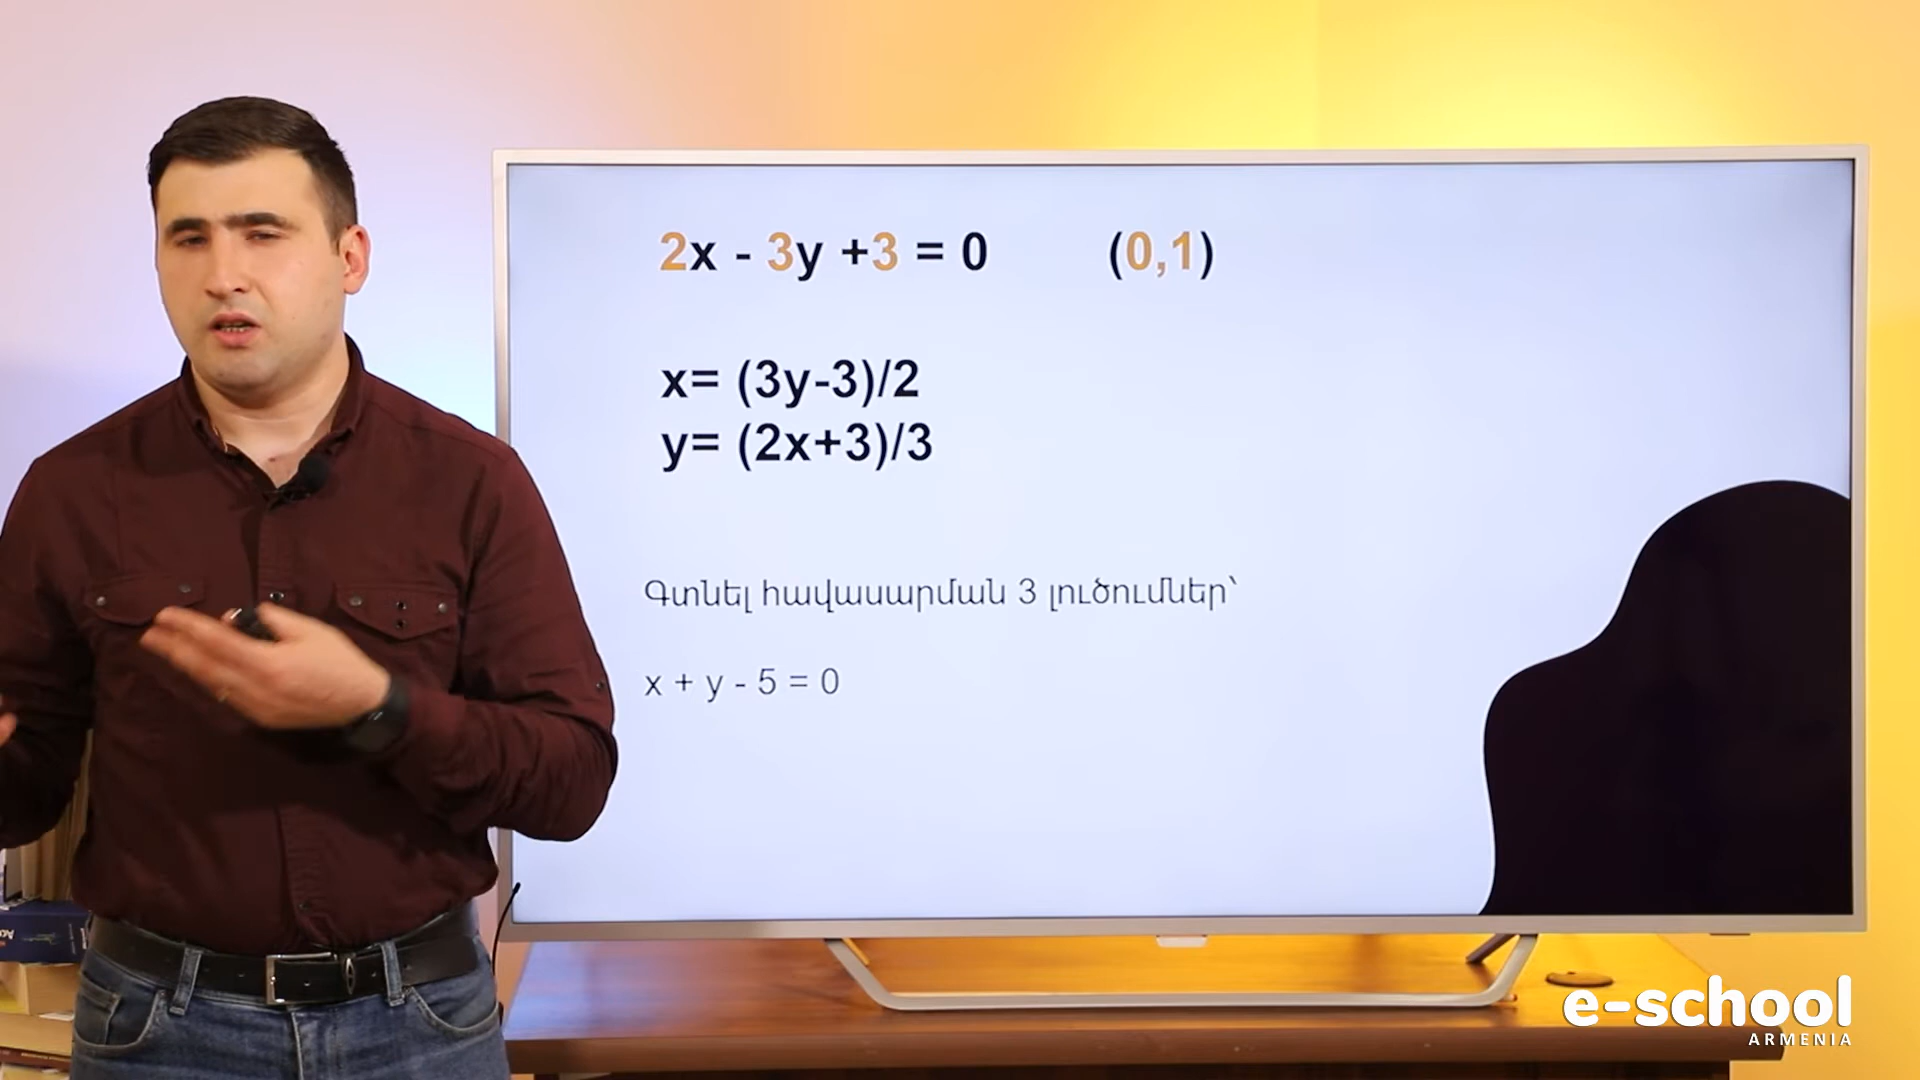 2x - 3y +3 = 0 (0,1)
x= (3y-3)/2
y= (2x+3)/3
Գտնել հավասարման 3 լուծումներ՝
x + y - 5 = 0
e-school
ARMENIA